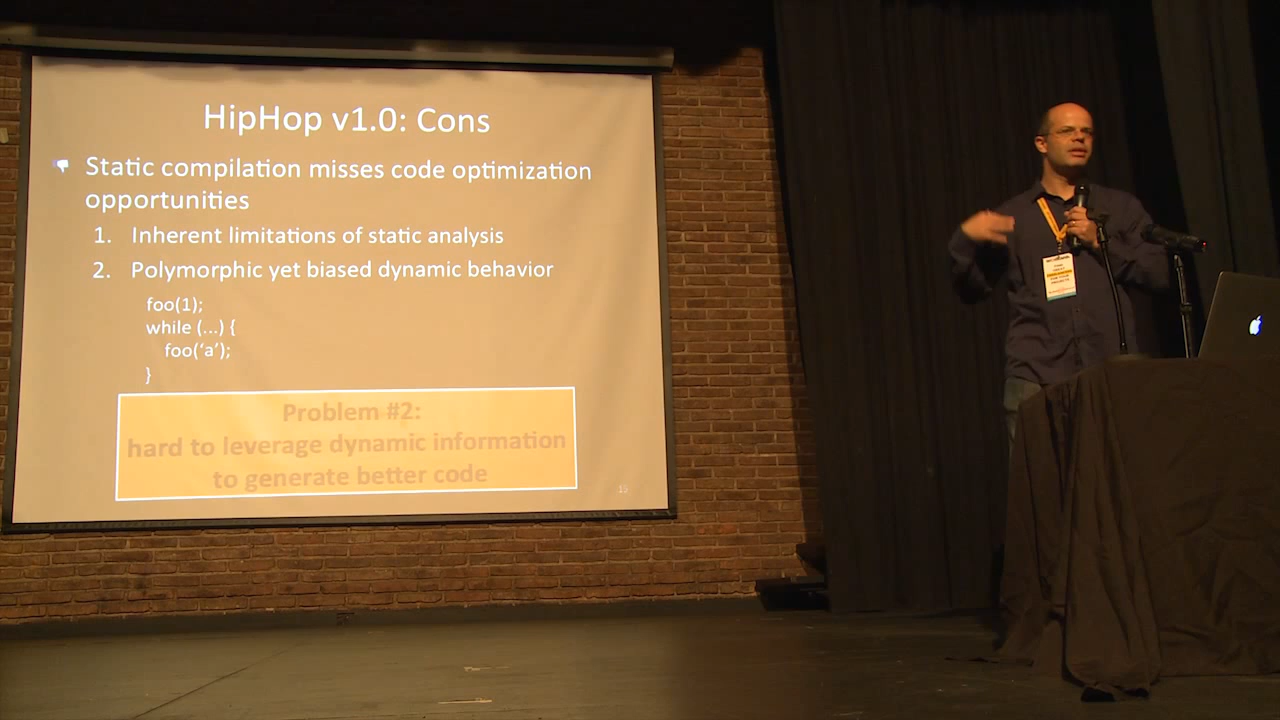 HipHop v1.0: Cons
Static compilation misses code optimization
opportunities
1. Inherent limitations of static analysis
2. Polymorphic yet biased dynamic behavior
foo(1);
while (...) {
foo(‘a’);
}
Problem #2:
hard to leverage dynamic information
to generate better code
15